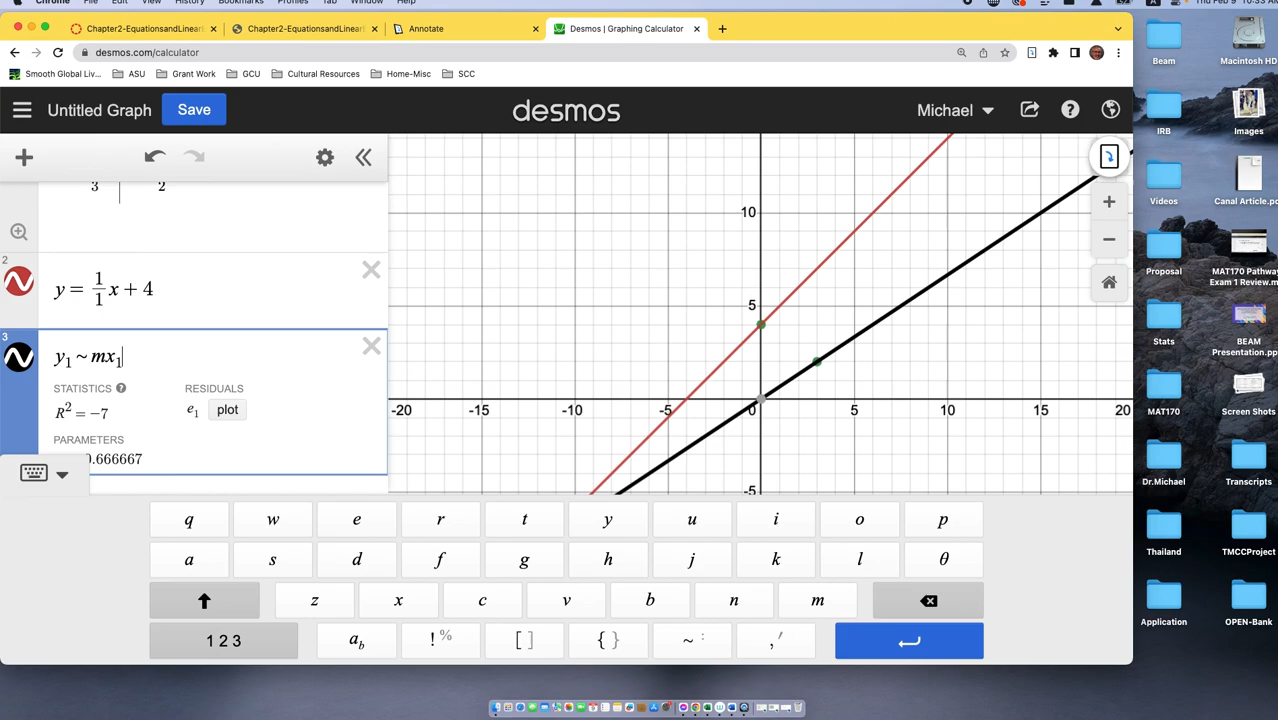 Chrome File Edit View History Bookmarks Profiles Tab Window Help
Chapter2-EquationsandLinearE
Chapter2-EquationsandLinearE
Annotate
Desmos | Graphing Calculator
desmos.com/calculator
Smooth Global Liv...
ASU
Grant Work
GCU
Cultural Resources
Home-Misc
SCC
Untitled Graph
Save
desmos
Michael
3 2
2
y = 1/1 x + 4
3
y₁ ~ mx₁
STATISTICS
RESIDUALS
R² = −7
e₁ plot
PARAMETERS
0.666667
10
5
-20 -15 -10 -5 0 5 10 15 20
-5
q w e r t y u i o p
a s d f g h j k l θ
z x c v b n m
1 2 3
a b
! %
[ ]
{ }
~ :
, ′
Beam
Macintosh HD
IRB
Images
Videos
Canal Article.pd
Proposal
MAT170 Pathway
Exam 1 Review.m
Stats
BEAM
Presentation.pp
MAT170
Screen Shots
Dr.Michael
Transcripts
Thailand
TMCCProject
Application
OPEN-Bank